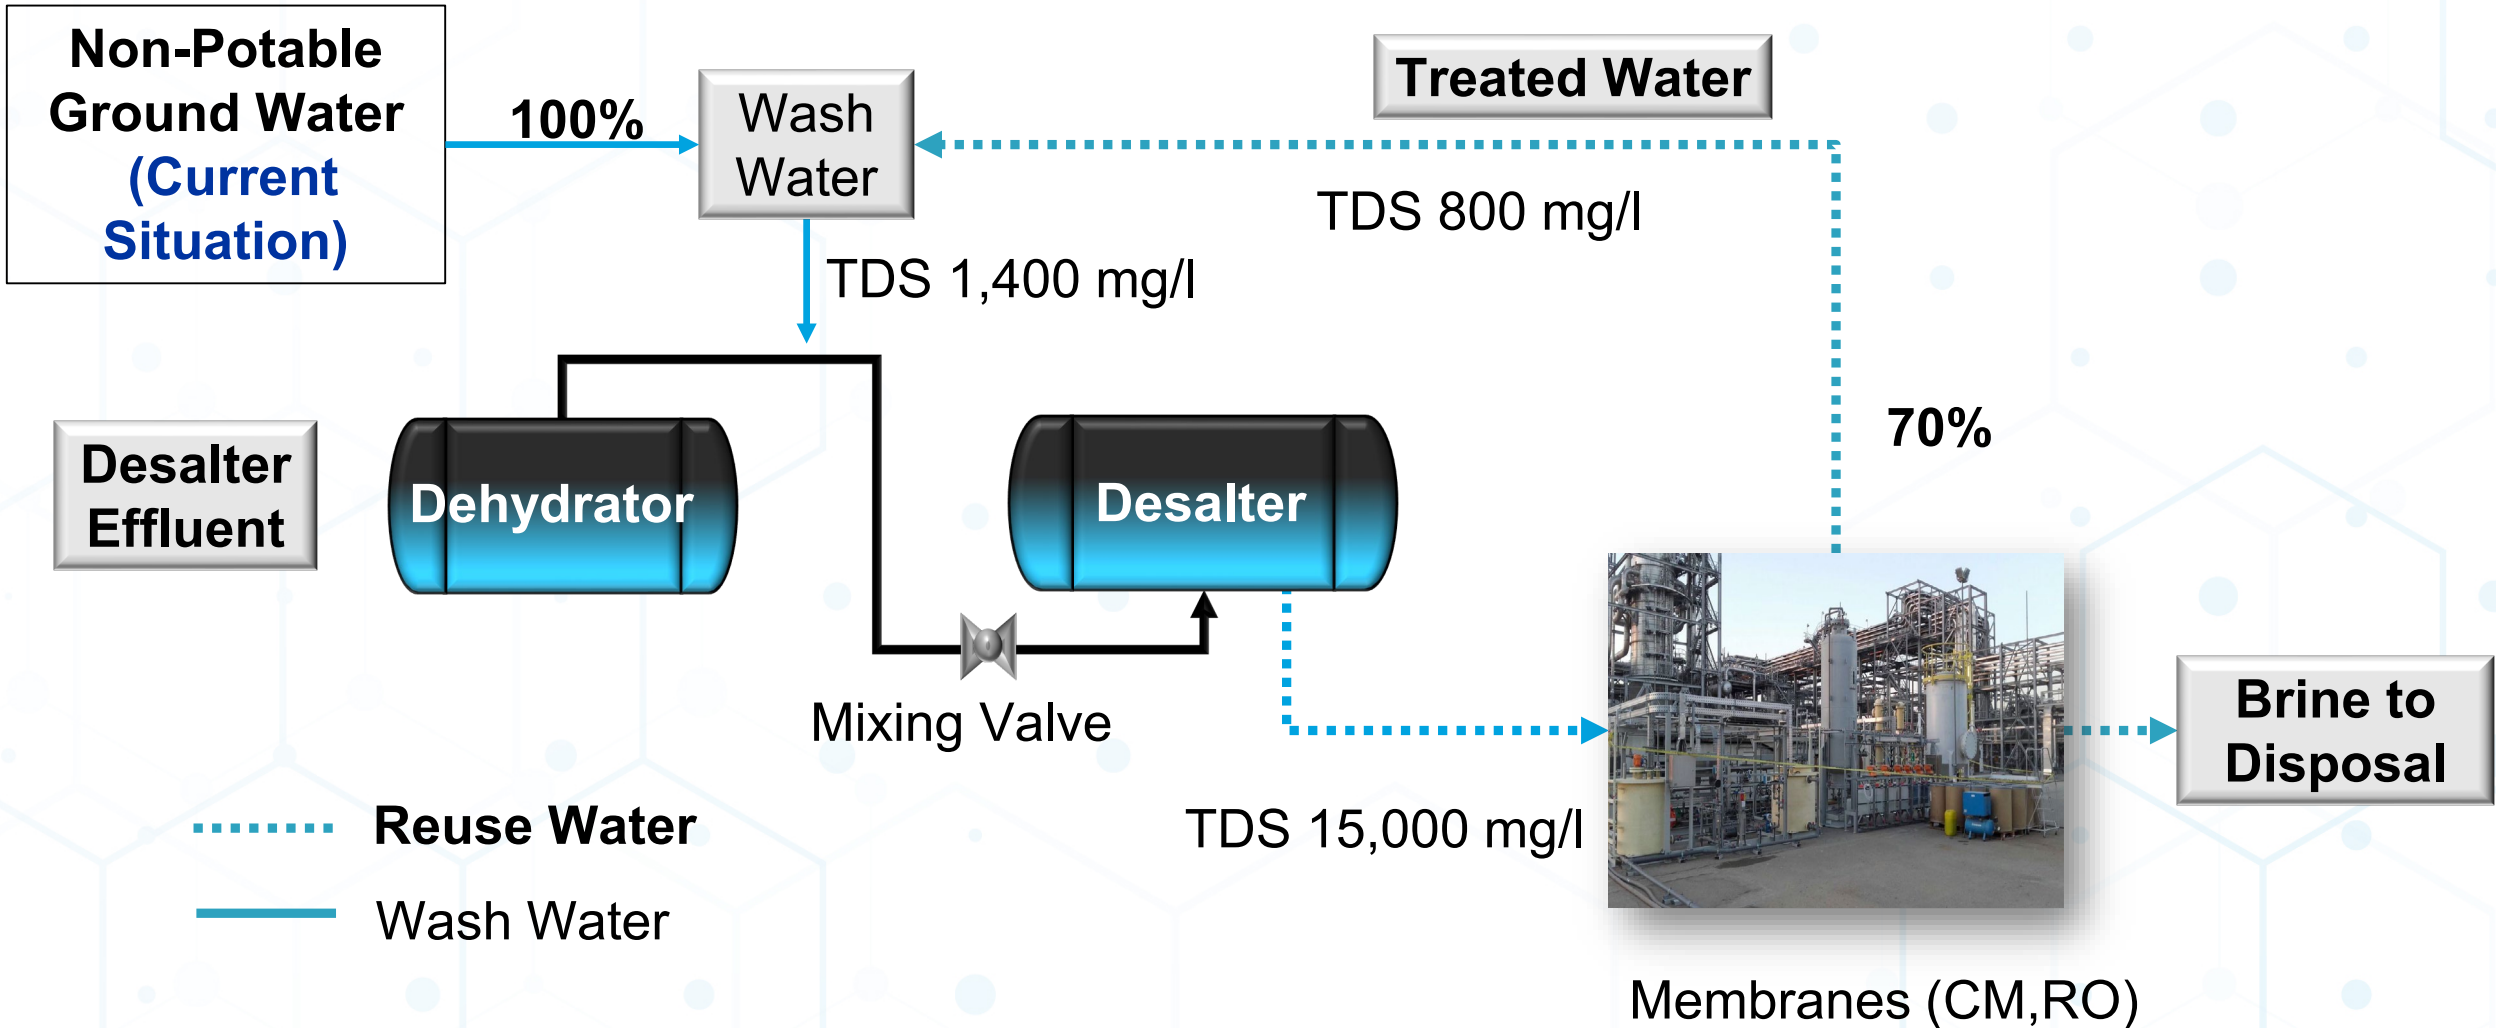 Non-Potable
Ground Water
(Current
Situation)
100%
Wash
Water
Treated Water
TDS 800 mg/l
TDS 1,400 mg/l
70%
Desalter
Effluent
Dehydrator
Desalter
Mixing Valve
TDS 15,000 mg/l
Brine to
Disposal
Reuse Water
Wash Water
Membranes (CM,RO)